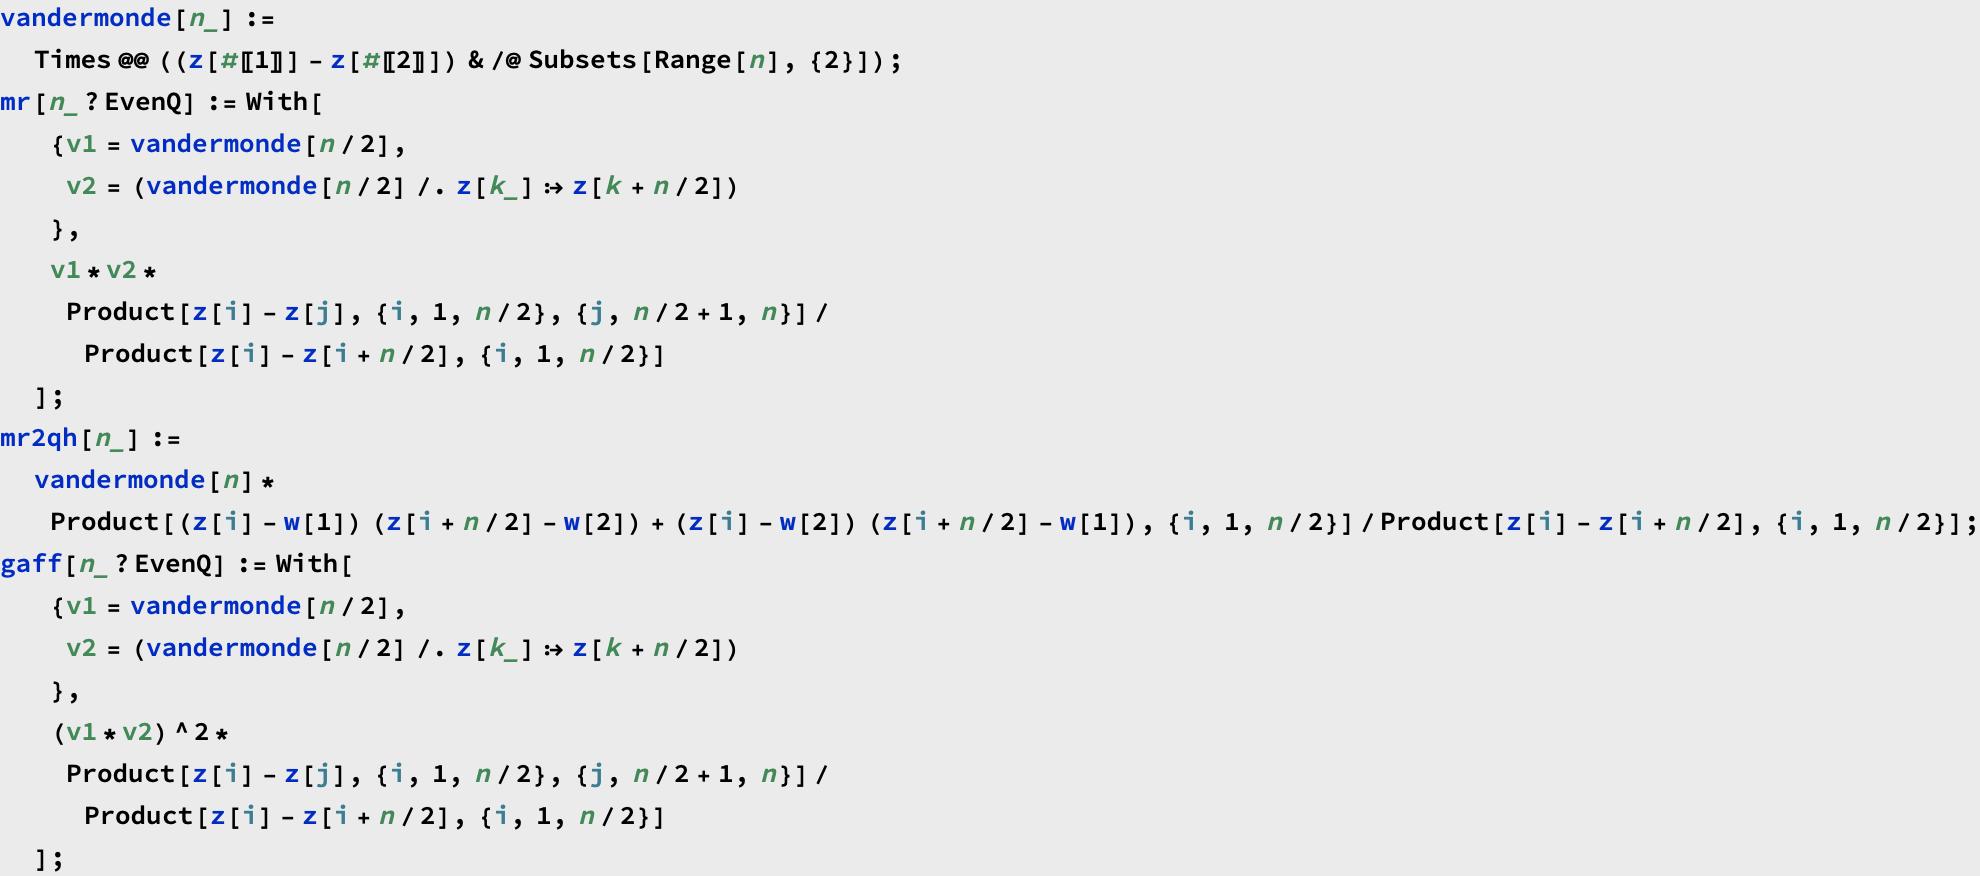 vandermonde[n_] :=
Times @@ ((z[#〚1〛] - z[#〚2〛]) & /@ Subsets[Range[n], {2}]);
mr[n_ ? EvenQ] := With[
{v1 = vandermonde[n / 2],
v2 = (vandermonde[n / 2] /. z[k_] :→ z[k + n / 2])
},
v1 * v2 *
Product[z[i] - z[j], {i, 1, n / 2}, {j, n / 2 + 1, n}] /
Product[z[i] - z[i + n / 2], {i, 1, n / 2}]
];
mr2qh[n_] :=
vandermonde[n] *
Product[(z[i] - w[1]) (z[i + n / 2] - w[2]) + (z[i] - w[2]) (z[i + n / 2] - w[1]), {i, 1, n / 2}] / Product[z[i] - z[i + n / 2], {i, 1, n / 2}];
gaff[n_ ? EvenQ] := With[
{v1 = vandermonde[n / 2],
v2 = (vandermonde[n / 2] /. z[k_] :→ z[k + n / 2])
},
(v1 * v2) ^ 2 *
Product[z[i] - z[j], {i, 1, n / 2}, {j, n / 2 + 1, n}] /
Product[z[i] - z[i + n / 2], {i, 1, n / 2}]
];